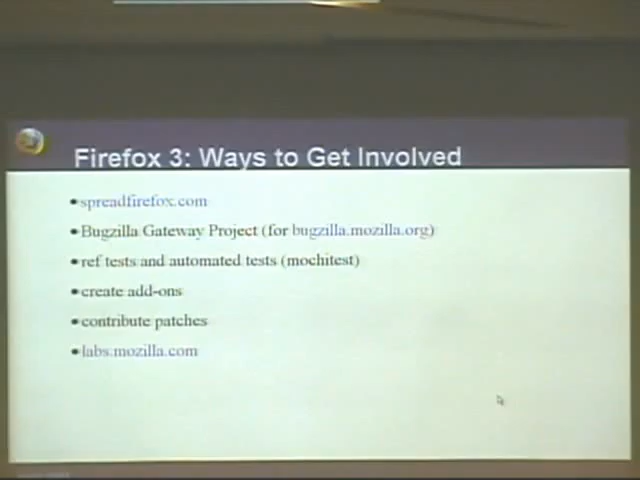 Firefox 3: Ways to Get Involved
•spreadfirefox.com
•Bugzilla Gateway Project (for bugzilla.mozilla.org)
•ref tests and automated tests (mochitest)
•create add-ons
•contribute patches
•labs.mozilla.com